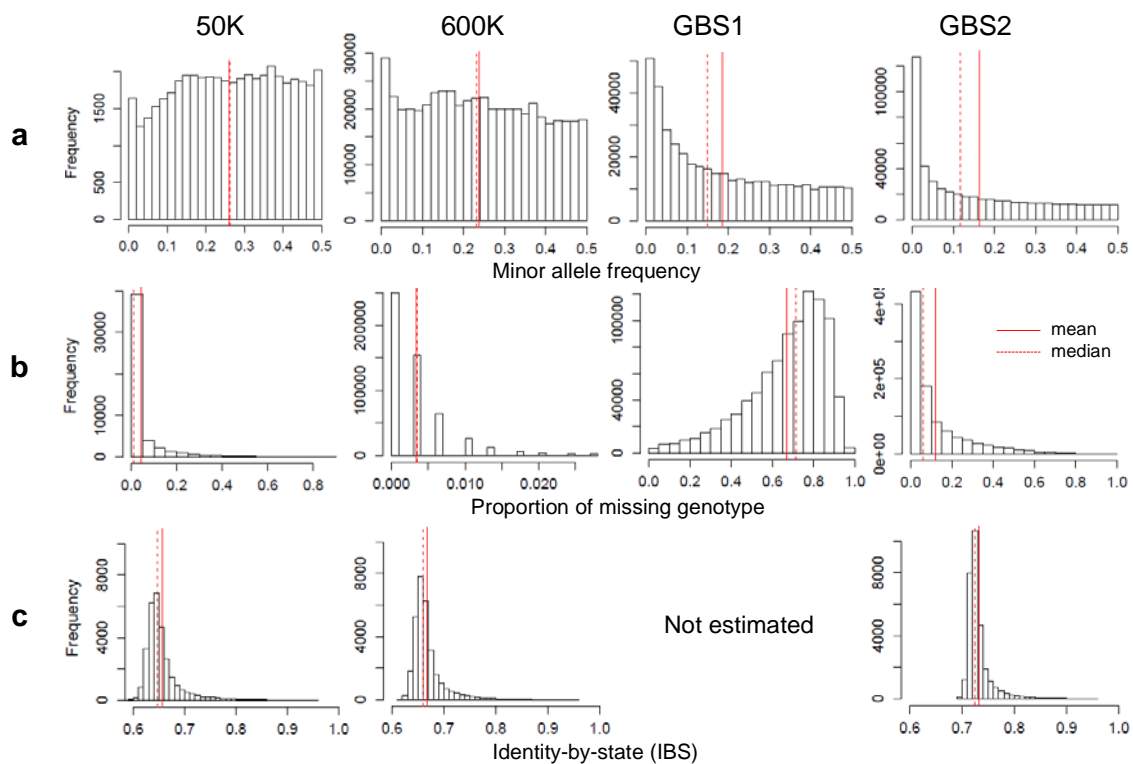 50K 600K GBS1 GBS2
a
Frequency
0 500 1500
0 10000 20000 30000
0 20000 40000
0 40000 100000
0.0 0.1 0.2 0.3 0.4 0.5
0.0 0.1 0.2 0.3 0.4 0.5
0.0 0.1 0.2 0.3 0.4 0.5
0.0 0.1 0.2 0.3 0.4 0.5
Minor allele frequency
b
Frequency
0 10000 30000
0 50000 150000 250000
0 40000 80000 120000
0e+00 2e+05
mean
median
0.0 0.2 0.4 0.6 0.8
0.000 0.010 0.020
0.0 0.2 0.4 0.6 0.8 1.0
0.0 0.2 0.4 0.6 0.8 1.0
Proportion of missing genotype
c
Frequency
0 4000 8000
0 4000 8000
Not estimated
0 4000 8000
0.6 0.7 0.8 0.9 1.0
0.6 0.7 0.8 0.9 1.0
0.6 0.7 0.8 0.9 1.0
Identity-by-state (IBS)